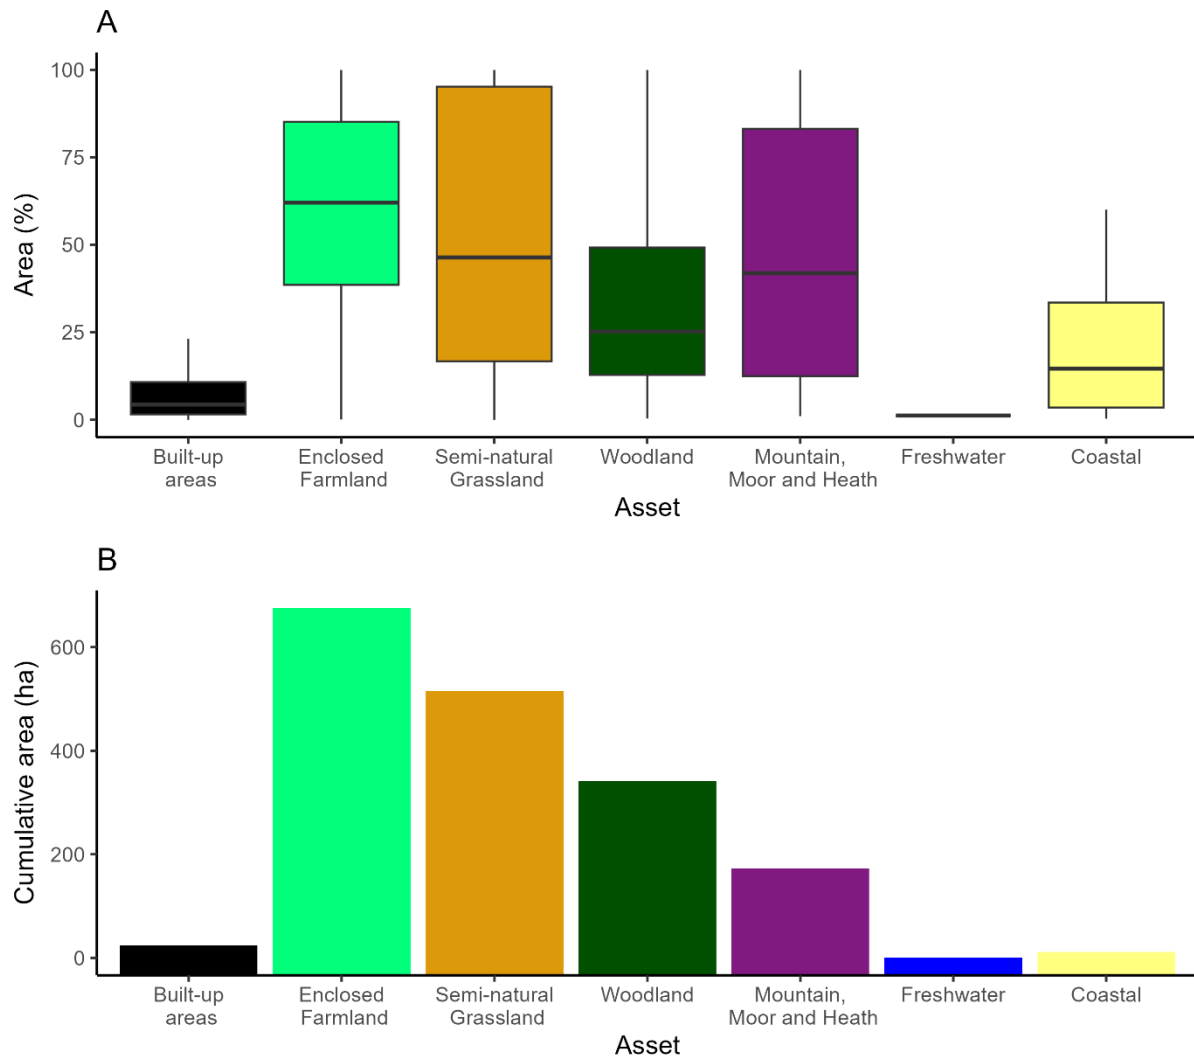 A
100
75
50
25
0
Area (%)
Built-up
areas
Enclosed
Farmland
Semi-natural
Grassland
Woodland
Mountain,
Moor and Heath
Freshwater
Coastal
Asset
B
600
400
200
0
Cumulative area (ha)
Built-up
areas
Enclosed
Farmland
Semi-natural
Grassland
Woodland
Mountain,
Moor and Heath
Freshwater
Coastal
Asset